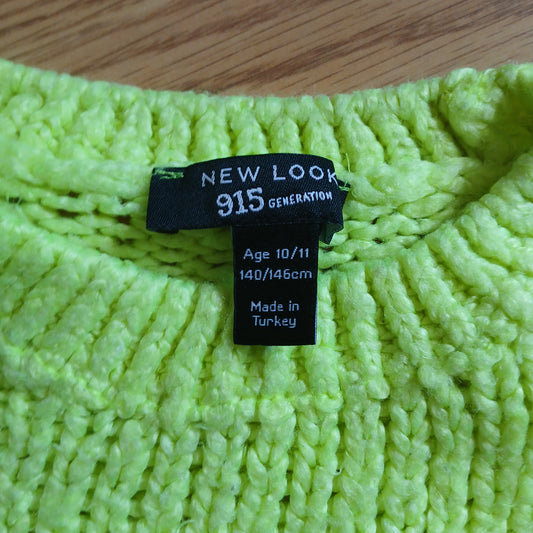 NEW LOOK
915 GENERATION
Age 10/11
140/146cm
Made in
Turkey